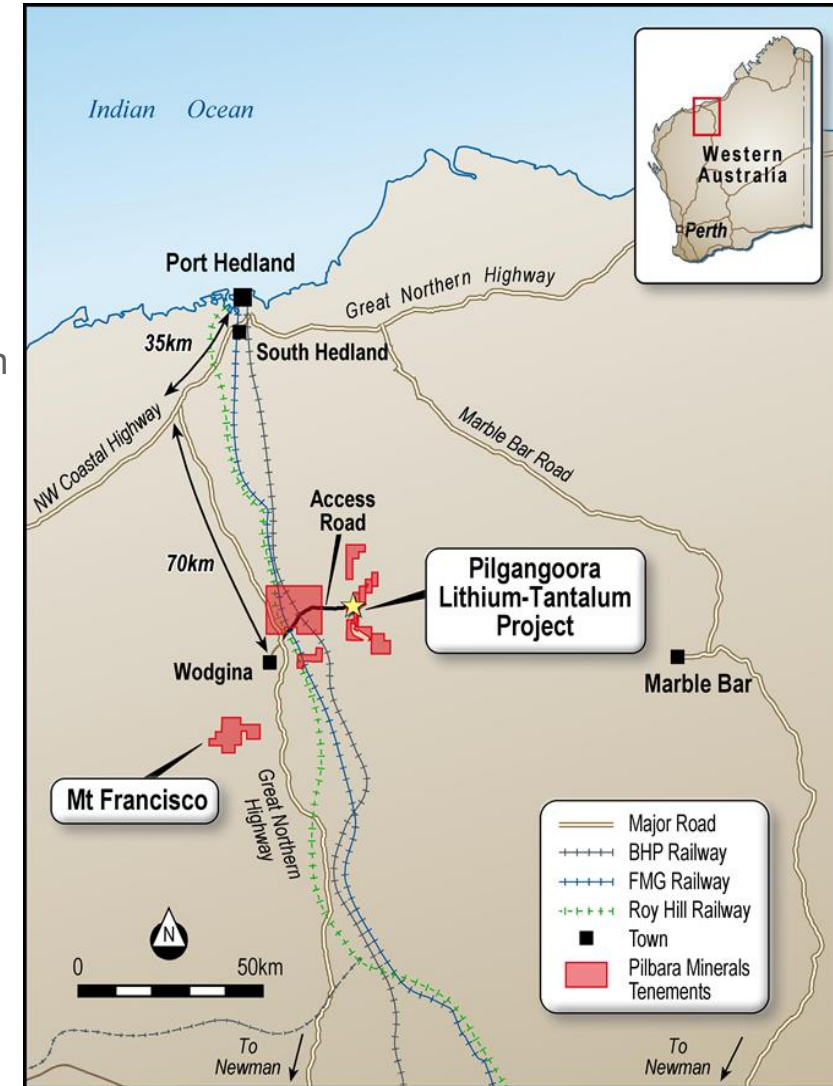 Indian Ocean
Western
Australia
Perth
Port Hedland
Great Northern Highway
35km
South Hedland
n
NW Coastal Highway
Marble Bar Road
Access
Road
70km
Pilgangoora
Lithium-Tantalum
Project
Wodgina
Marble Bar
Mt Francisco
Great Northern
Highway
Major Road
BHP Railway
FMG Railway
Roy Hill Railway
Town
Pilbara Minerals
Tenements
N
0 50km
To
Newman
To
Newman